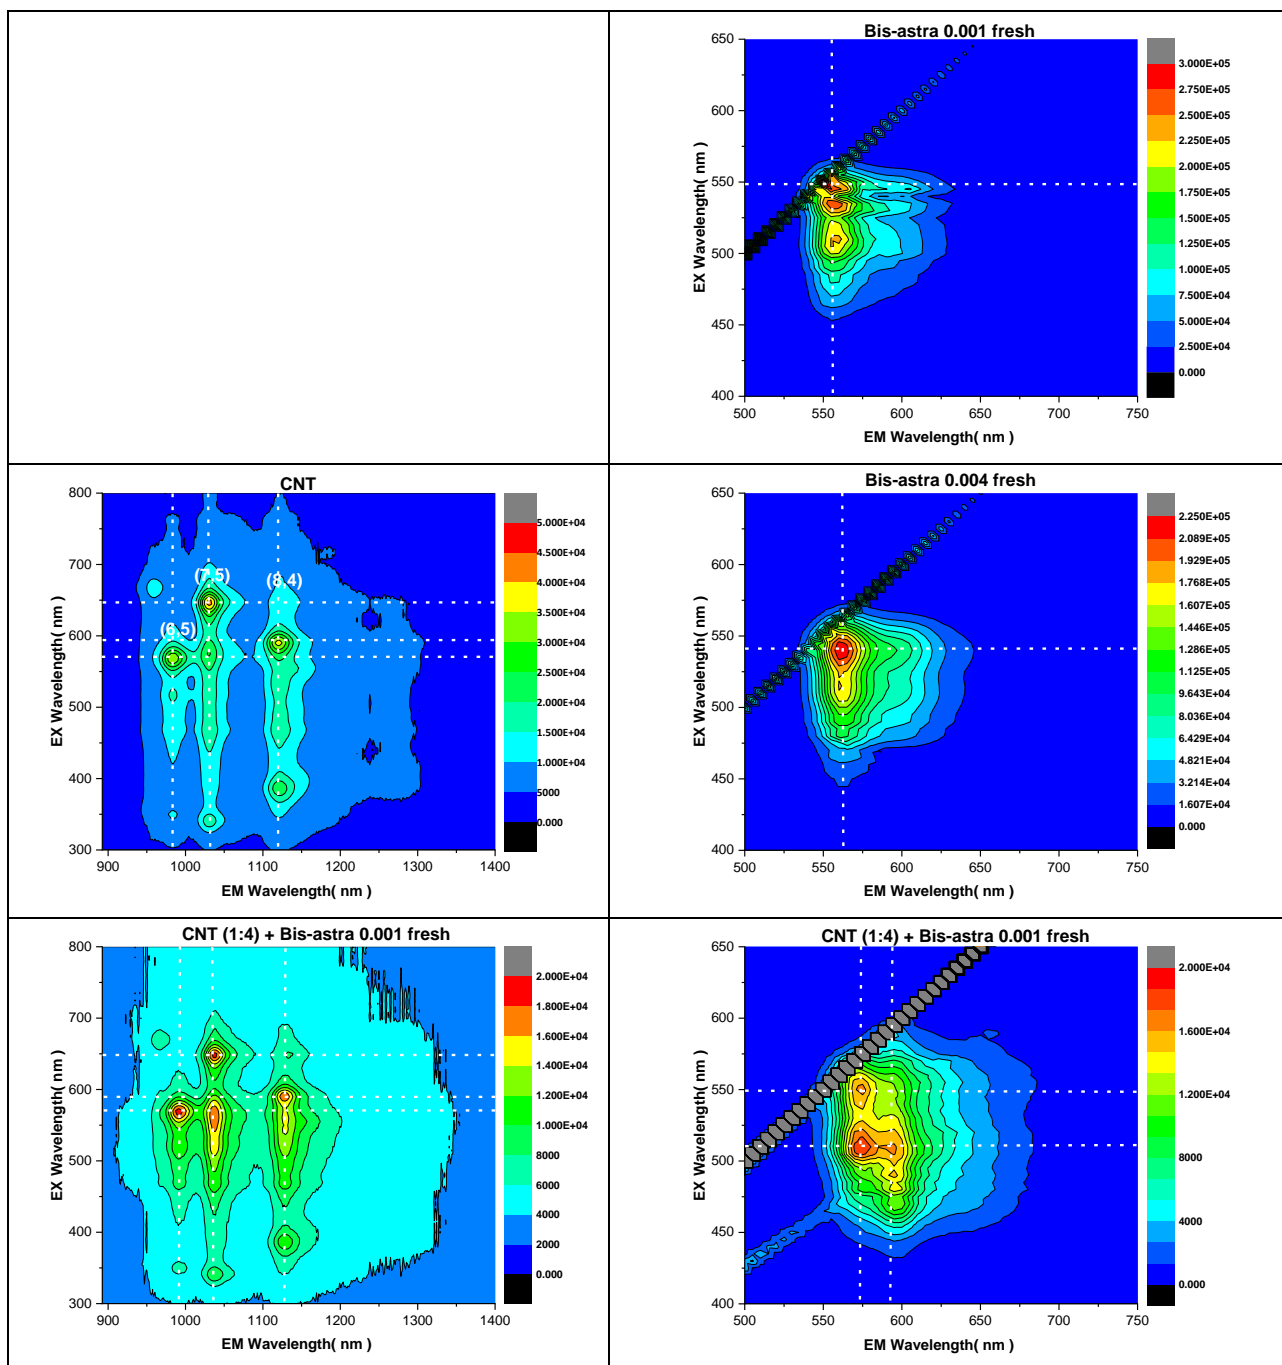 Bis-astra 0.001 fresh
650
600
550
500
450
400
500 550 600 650 700 750
EX Wavelength( nm )
EM Wavelength( nm )
3.000E+05
2.750E+05
2.500E+05
2.250E+05
2.000E+05
1.750E+05
1.500E+05
1.250E+05
1.000E+05
7.500E+04
5.000E+04
2.500E+04
0.000
CNT
800
700
600
500
400
300
900 1000 1100 1200 1300 1400
EX Wavelength( nm )
EM Wavelength( nm )
(7,5)
(8,4)
(6,5)
5.000E+04
4.500E+04
4.000E+04
3.500E+04
3.000E+04
2.500E+04
2.000E+04
1.500E+04
1.000E+04
5000
0.000
Bis-astra 0.004 fresh
650
600
550
500
450
400
500 550 600 650 700 750
EX Wavelength( nm )
EM Wavelength( nm )
2.250E+05
2.089E+05
1.929E+05
1.768E+05
1.607E+05
1.446E+05
1.286E+05
1.125E+05
9.643E+04
8.036E+04
6.429E+04
4.821E+04
3.214E+04
1.607E+04
0.000
CNT (1:4) + Bis-astra 0.001 fresh
800
700
600
500
400
300
900 1000 1100 1200 1300 1400
EX Wavelength( nm )
EM Wavelength( nm )
2.000E+04
1.800E+04
1.600E+04
1.400E+04
1.200E+04
1.000E+04
8000
6000
4000
2000
0.000
CNT (1:4) + Bis-astra 0.001 fresh
650
600
550
500
450
400
500 550 600 650 700 750
EX Wavelength( nm )
EM Wavelength( nm )
2.000E+04
1.600E+04
1.200E+04
8000
4000
0.000